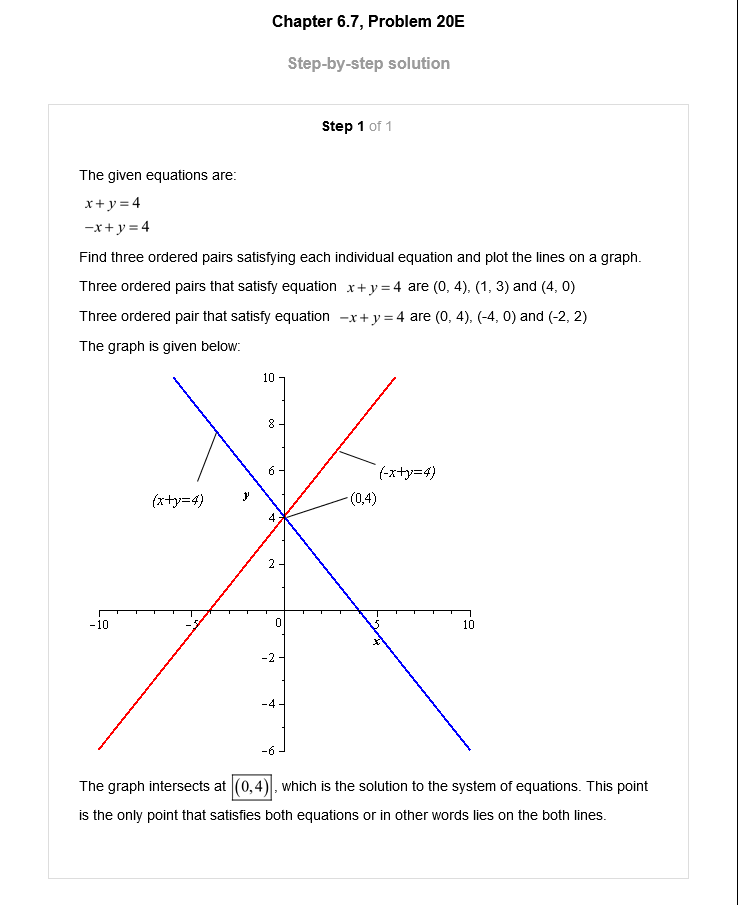 Chapter 6.7, Problem 20E
Step-by-step solution
Step 1 of 1
The given equations are:
x + y = 4
−x + y = 4
Find three ordered pairs satisfying each individual equation and plot the lines on a graph.
Three ordered pairs that satisfy equation x + y = 4 are (0, 4), (1, 3) and (4, 0)
Three ordered pair that satisfy equation −x + y = 4 are (0, 4), (-4, 0) and (-2, 2)
The graph is given below:
10
8
6
(-x+y=4)
(x+y=4)
y
(0,4)
4
2
-10
-5
0
5
10
x
-2
-4
-6
The graph intersects at (0,4), which is the solution to the system of equations. This point
is the only point that satisfies both equations or in other words lies on the both lines.